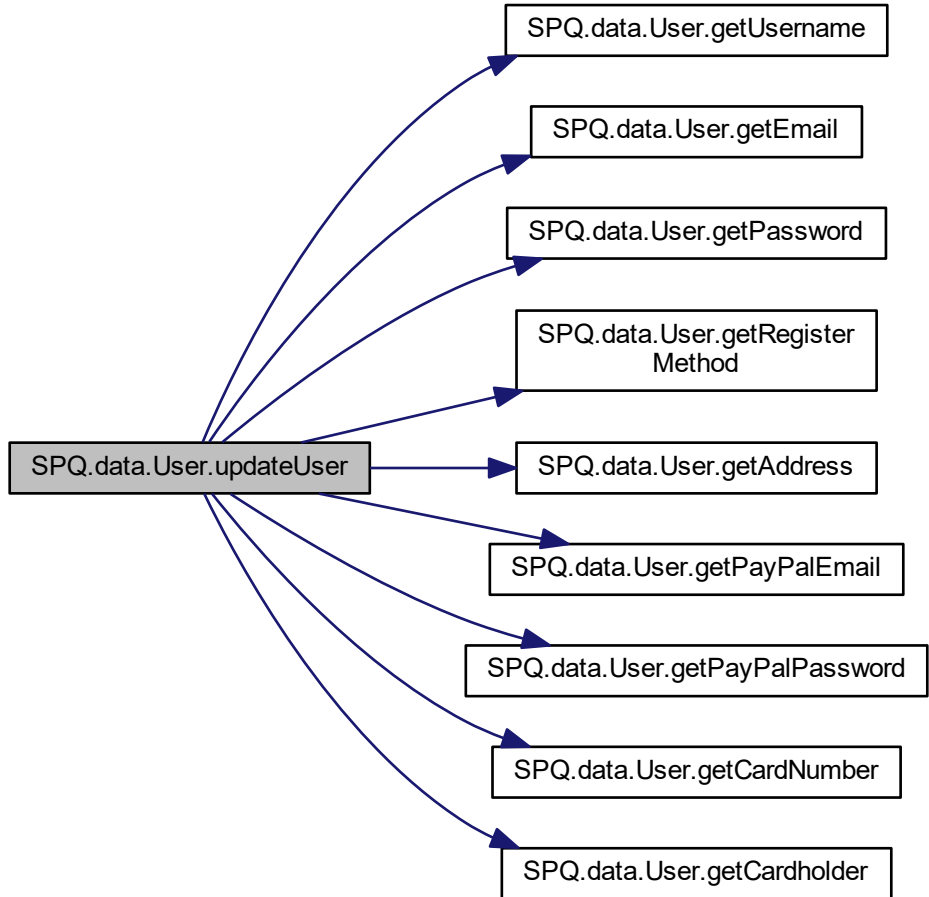 SPQ.data.User.getUsername
SPQ.data.User.getEmail
SPQ.data.User.getPassword
SPQ.data.User.getRegister
Method
SPQ.data.User.updateUser
SPQ.data.User.getAddress
SPQ.data.User.getPayPalEmail
SPQ.data.User.getPayPalPassword
SPQ.data.User.getCardNumber
SPQ.data.User.getCardholder